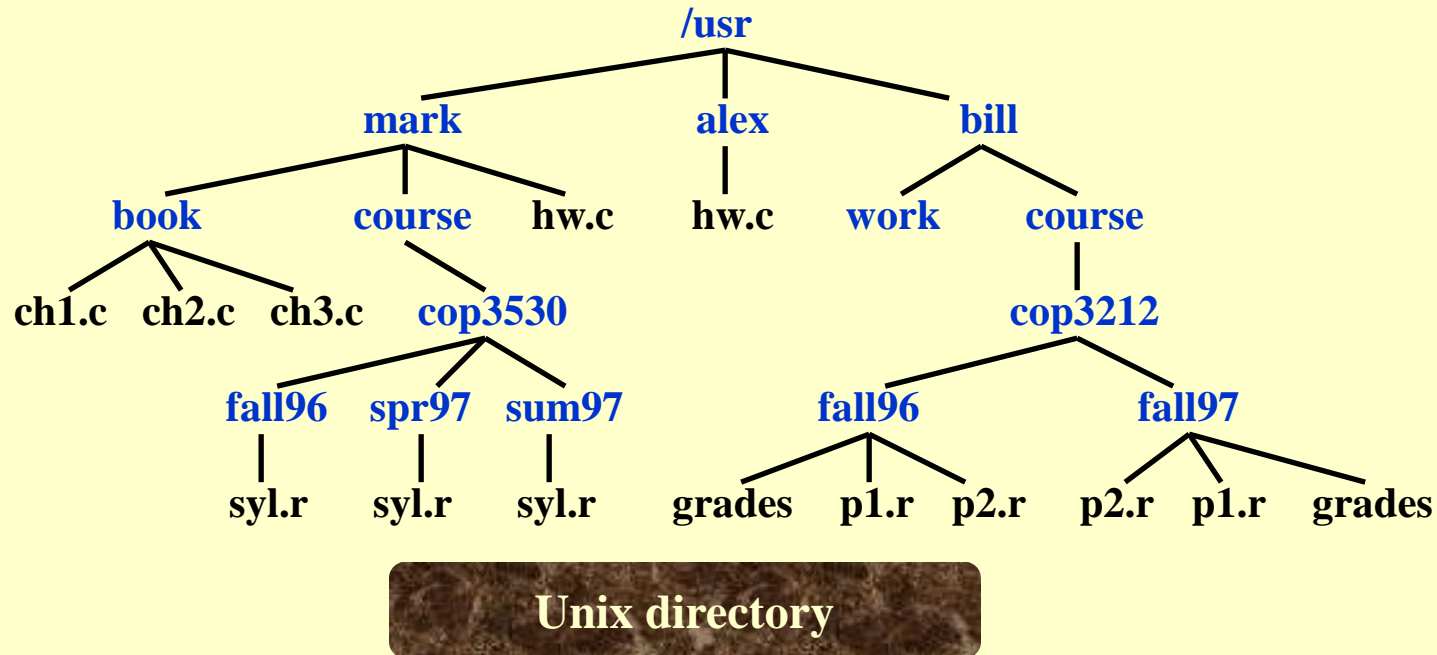 /usr
mark alex bill
book course hw.c hw.c work course
ch1.c ch2.c ch3.c cop3530 cop3212
fall96 spr97 sum97 fall96 fall97
syl.r syl.r syl.r grades p1.r p2.r p2.r p1.r grades
Unix directory